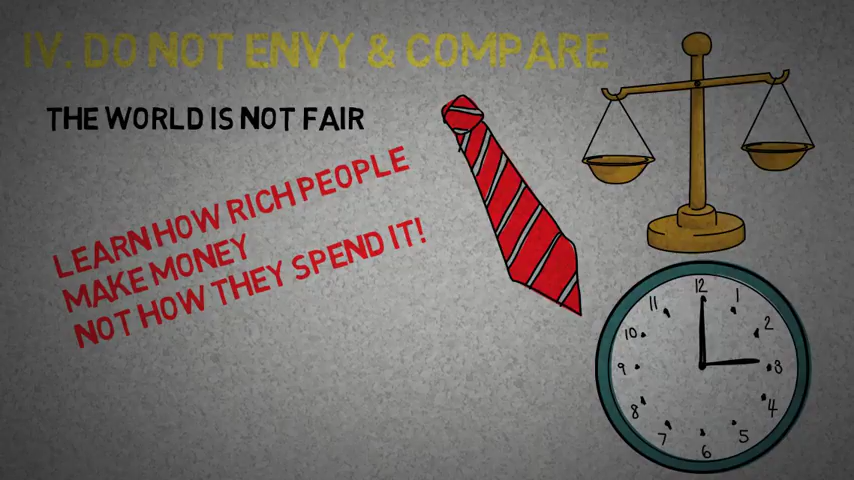 IV. DO NOT ENVY & COMPARE
THE WORLD IS NOT FAIR
LEARN HOW RICH PEOPLE
MAKE MONEY
NOT HOW THEY SPEND IT!
12
1
2
3
4
5
6
7
8
9
10
11